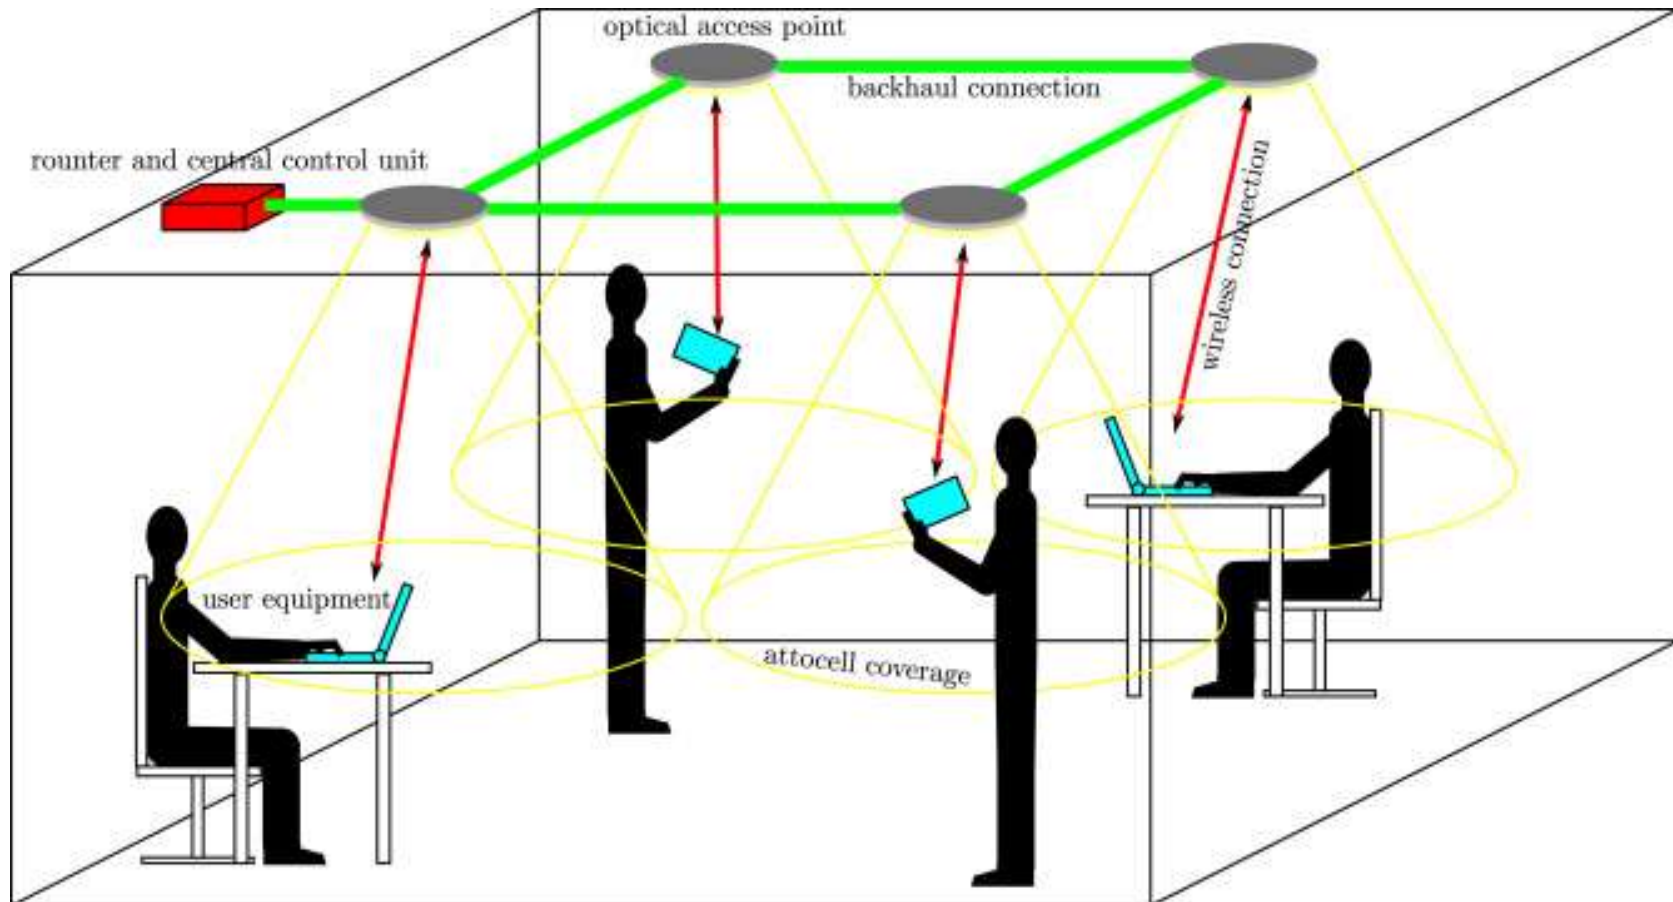 optical access point
backhaul connection
rounter and central control unit
wireless connection
user equipment
attocell coverage